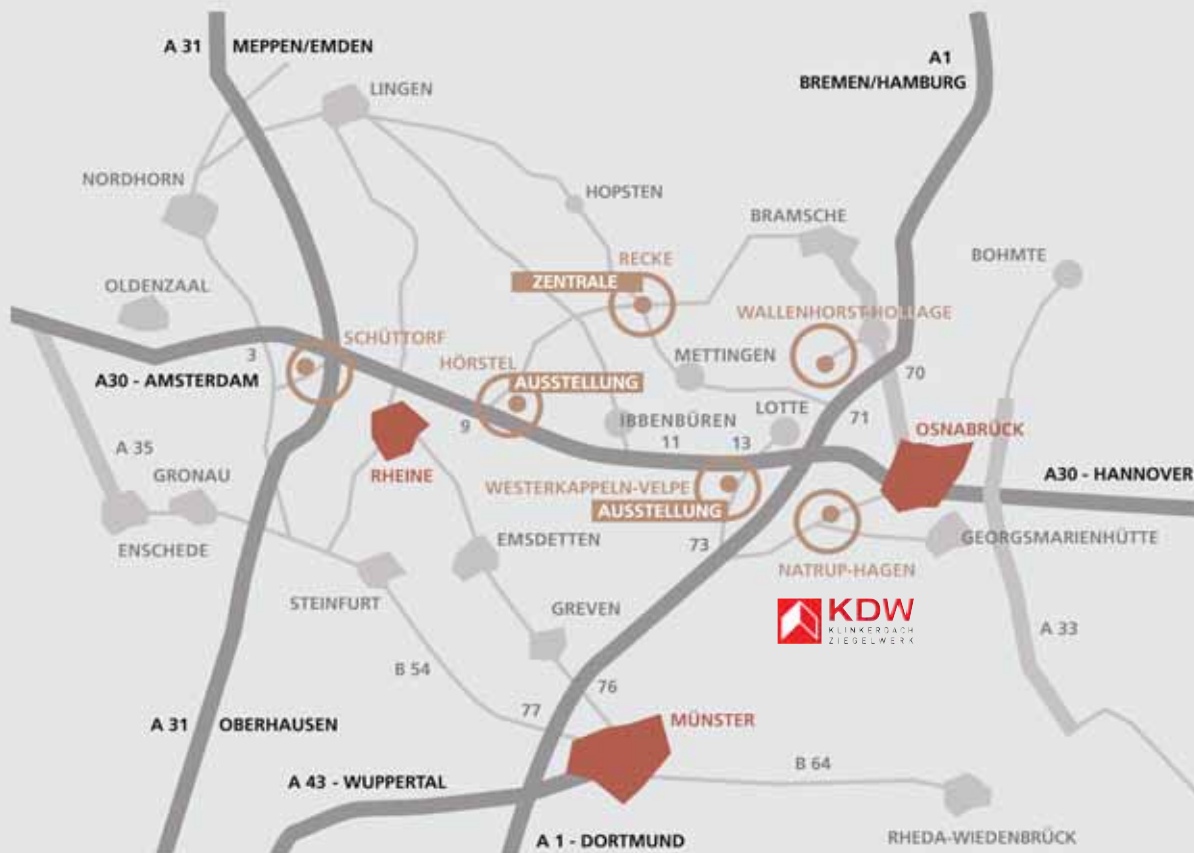 A 31 MEPPEN/EMDEN
A1
BREMEN/HAMBURG
LINGEN
NORDHORN
HOPSTEN
BRAMSCHE
BOHMTE
RECKE
ZENTRALE
OLDENZAAL
WALLENHORST-HOLLAGE
SCHÜTTORF
3
METTINGEN
HÖRSTEL
A30 - AMSTERDAM
AUSSTELLUNG
70
LOTTE
71
IBBENBÜREN
9
11
13
OSNABRÜCK
A 35
GRONAU
RHEINE
WESTERKAPPELN-VELPE
A30 - HANNOVER
AUSSTELLUNG
ENSCHEDE
EMSDETTEN
73
GEORGSMARIENHÜTTE
NATRUP-HAGEN
STEINFURT
GREVEN
KDW
KLINKERDACH
ZIEGELWERK
A 33
B 54
76
77
MÜNSTER
A 31 OBERHAUSEN
B 64
A 43 - WUPPERTAL
A 1 - DORTMUND
RHEDA-WIEDENBRÜCK